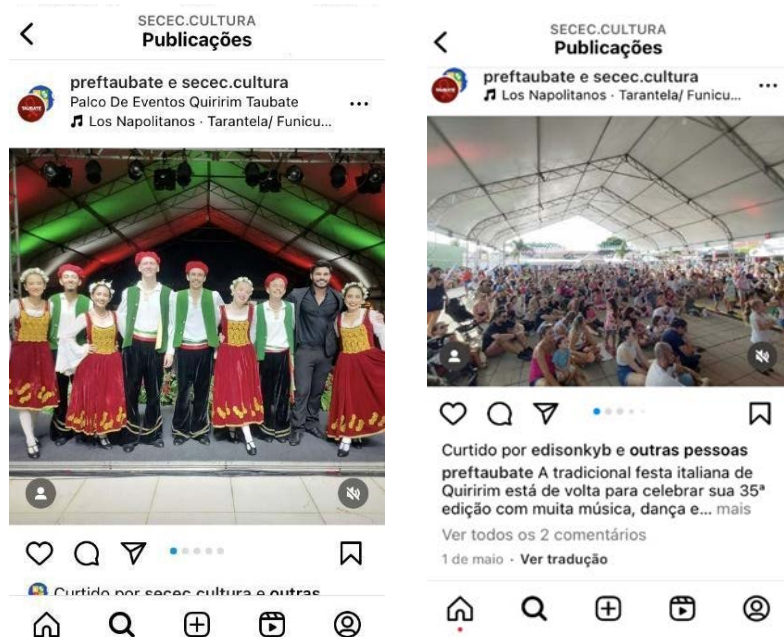 SECEC.CULTURA
Publicações
preftaubate e secec.cultura
Palco De Eventos Quiririm Taubate
Los Napolitanos · Tarantela/ Funicu...
Curtido por secec.cultura e outras
SECEC.CULTURA
Publicações
preftaubate e secec.cultura
Los Napolitanos · Tarantela/ Funicu...
Curtido por edisonkyb e outras pessoas
preftaubate A tradicional festa italiana de
Quiririm está de volta para celebrar sua 35ª
edição com muita música, dança e... mais
Ver todos os 2 comentários
1 de maio · Ver tradução